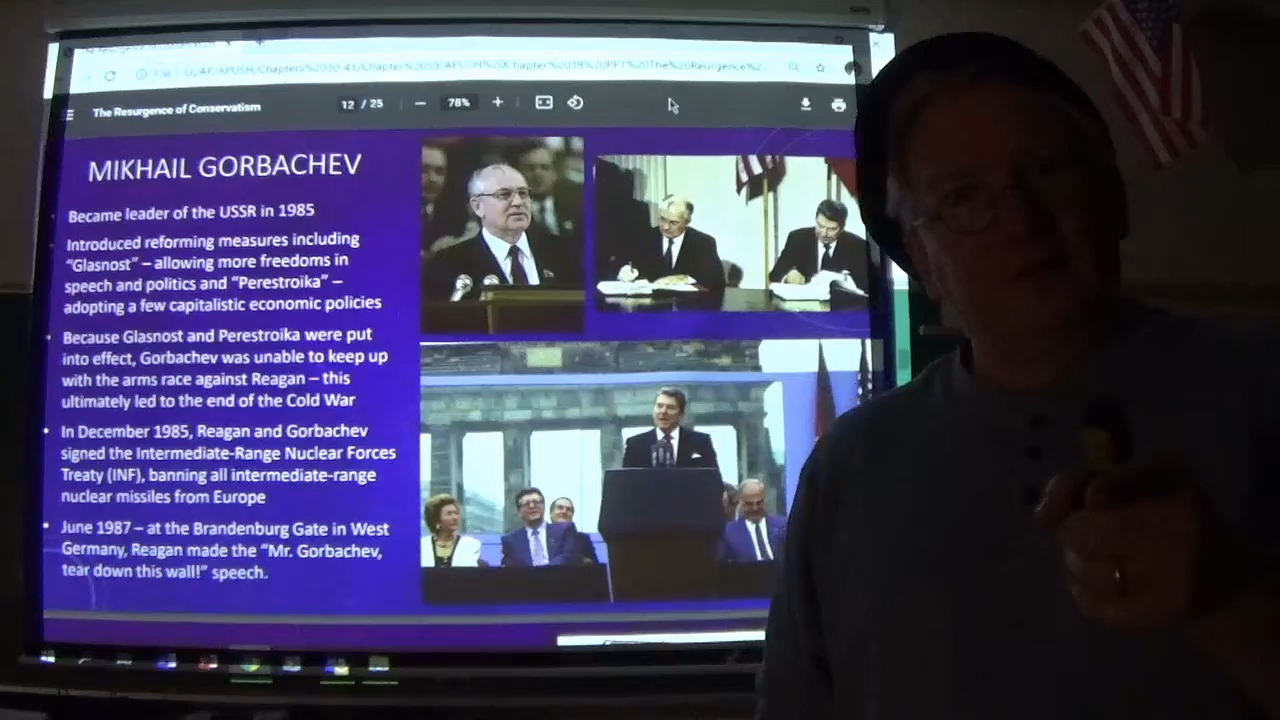 The Resurgence of Conservatism
12 / 25
78%
MIKHAIL GORBACHEV
Became leader of the USSR in 1985
Introduced reforming measures including
“Glasnost” – allowing more freedoms in
speech and politics and “Perestroika” –
adopting a few capitalistic economic policies
Because Glasnost and Perestroika were put
into effect, Gorbachev was unable to keep up
with the arms race against Reagan – this
ultimately led to the end of the Cold War
In December 1985, Reagan and Gorbachev
signed the Intermediate-Range Nuclear Forces
Treaty (INF), banning all intermediate-range
nuclear missiles from Europe
June 1987 – at the Brandenburg Gate in West
Germany, Reagan made the “Mr. Gorbachev,
tear down this wall!” speech.